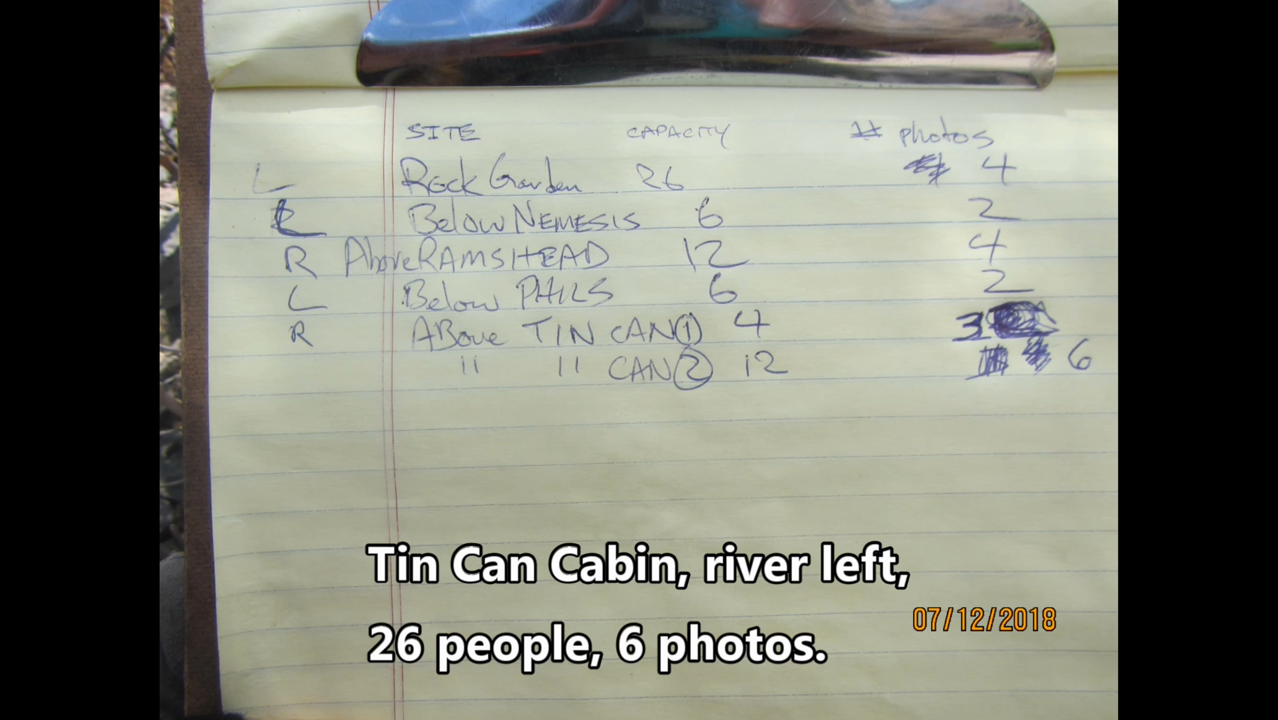 SITE CAPACITY # photos
L Rock Garden 26 4
L Below NEMESIS 6 2
R Above RAMSHEAD 12 4
L Below PHILS 6 2
R ABove TIN CAN 1 4 3
" " CAN 2 12 6
Tin Can Cabin, river left,
26 people, 6 photos.
07/12/2018